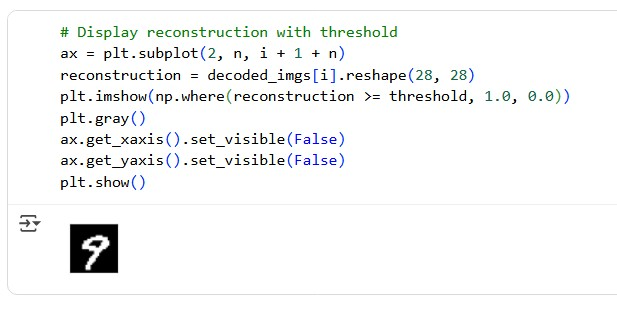 # Display reconstruction with threshold
ax = plt.subplot(2, n, i + 1 + n)
reconstruction = decoded_imgs[i].reshape(28, 28)
plt.imshow(np.where(reconstruction >= threshold, 1.0, 0.0))
plt.gray()
ax.get_xaxis().set_visible(False)
ax.get_yaxis().set_visible(False)
plt.show()
9